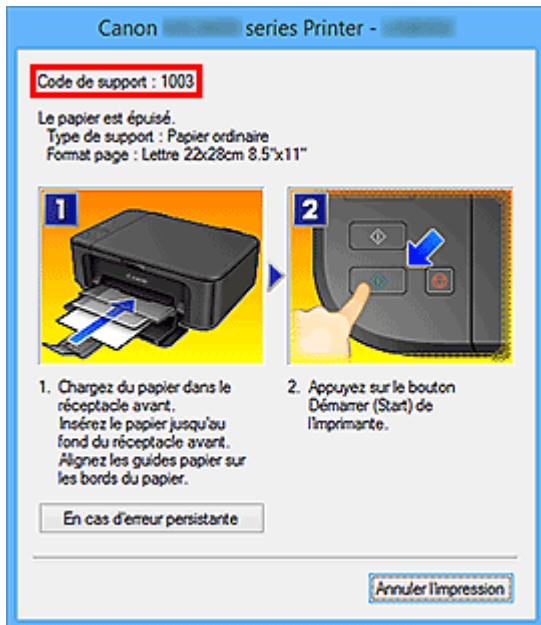 Canon series Printer -
Code de support : 1003
Le papier est épuisé.
Type de support : Papier ordinaire
Format page : Lettre 22x28cm 8.5"x11"
1
2
1. Chargez du papier dans le
réceptacle avant.
Insérez le papier jusqu'au
fond du réceptacle avant.
Alignez les guides papier sur
les bords du papier.
2. Appuyez sur le bouton
Démarrer (Start) de
l'imprimante.
En cas d'erreur persistante
Annuler l'impression